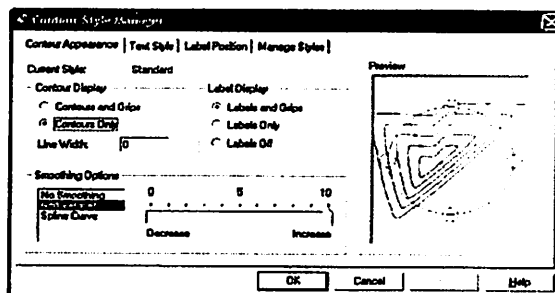 Contour Style Manager
Contour Appearance Text Style Label Position Manage Styles
Current Style: Standard
Preview
Contour Display
Label Display
Contours and Grips
Labels and Grips
Contours Only
Labels Only
Line Width: 0
Labels Off
Smoothing Options
No Smoothing
0 5 10
Spline Curve
Decrease Increase
OK Cancel Help